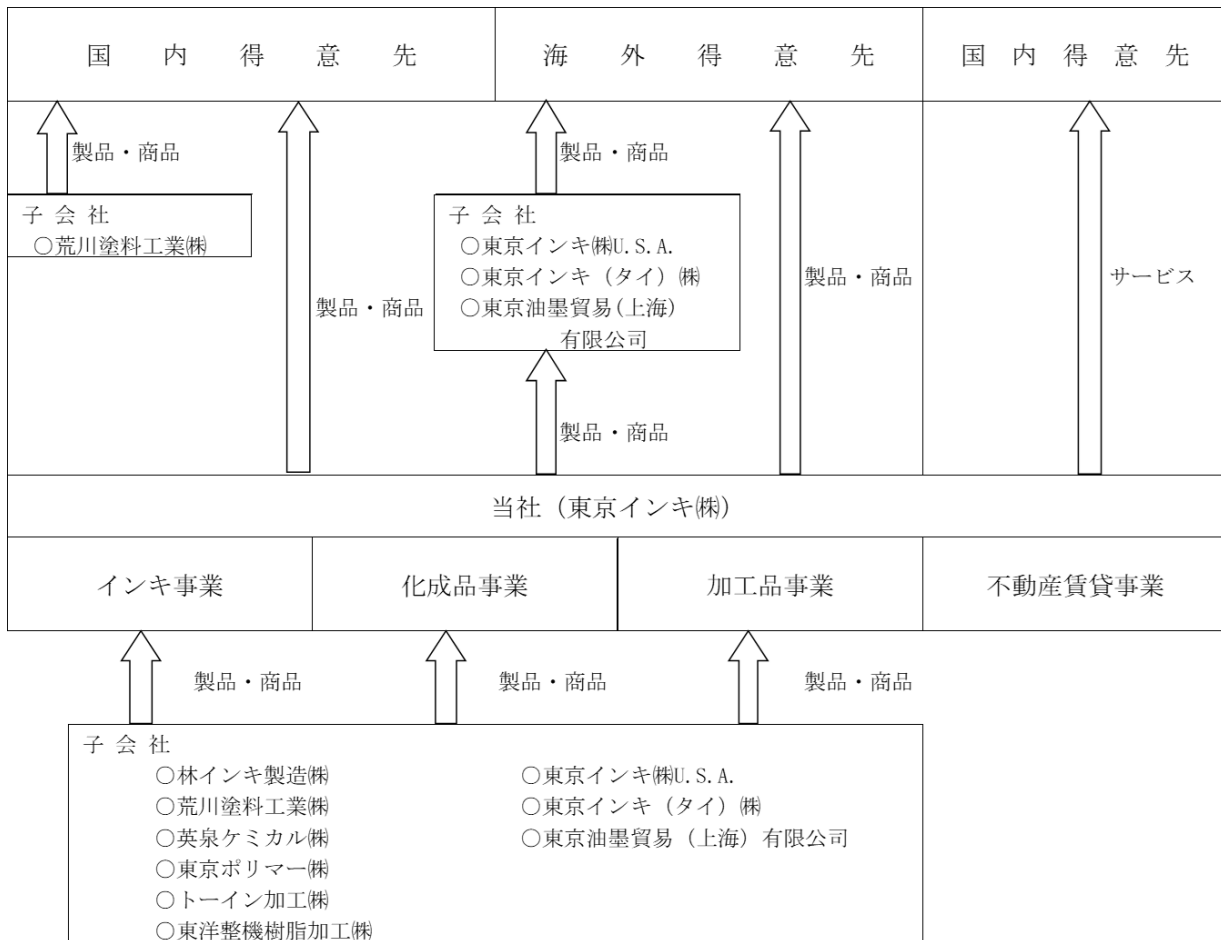 国内得意先
海外得意先
国内得意先
製品・商品
製品・商品
子会社
○荒川塗料工業㈱
子会社
○東京インキ㈱U.S.A.
○東京インキ(タイ)㈱
○東京油墨貿易(上海)
有限公司
製品・商品
製品・商品
サービス
製品・商品
当社(東京インキ㈱)
インキ事業
化成品事業
加工品事業
不動産賃貸事業
製品・商品
製品・商品
製品・商品
子会社
○林インキ製造㈱
○荒川塗料工業㈱
○英泉ケミカル㈱
○東京ポリマー㈱
○トーイン加工㈱
○東洋整機樹脂加工㈱
○東京インキ㈱U.S.A.
○東京インキ(タイ)㈱
○東京油墨貿易(上海)有限公司